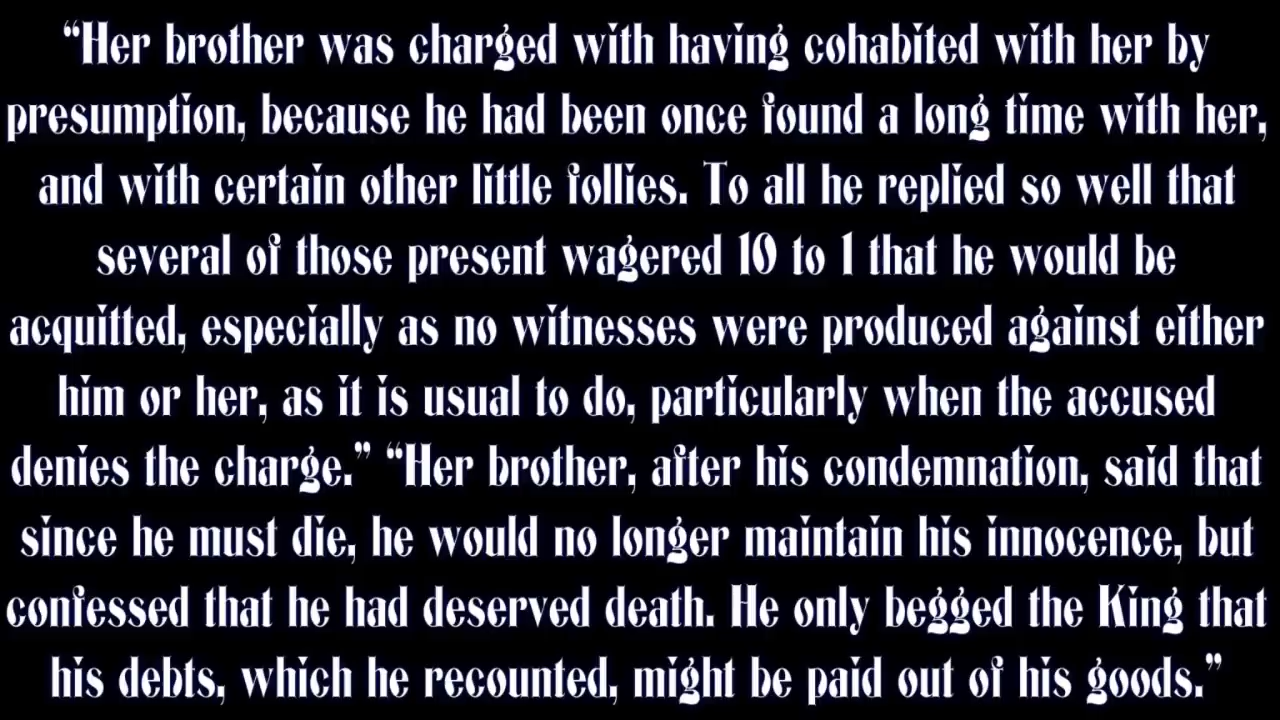 “Her brother was charged with having cohabited with her by
presumption, because he had been once found a long time with her,
and with certain other little follies. To all he replied so well that
several of those present wagered 10 to 1 that he would be
acquitted, especially as no witnesses were produced against either
him or her, as it is usual to do, particularly when the accused
denies the charge.” “Her brother, after his condemnation, said that
since he must die, he would no longer maintain his innocence, but
confessed that he had deserved death. He only begged the King that
his debts, which he recounted, might be paid out of his goods.”